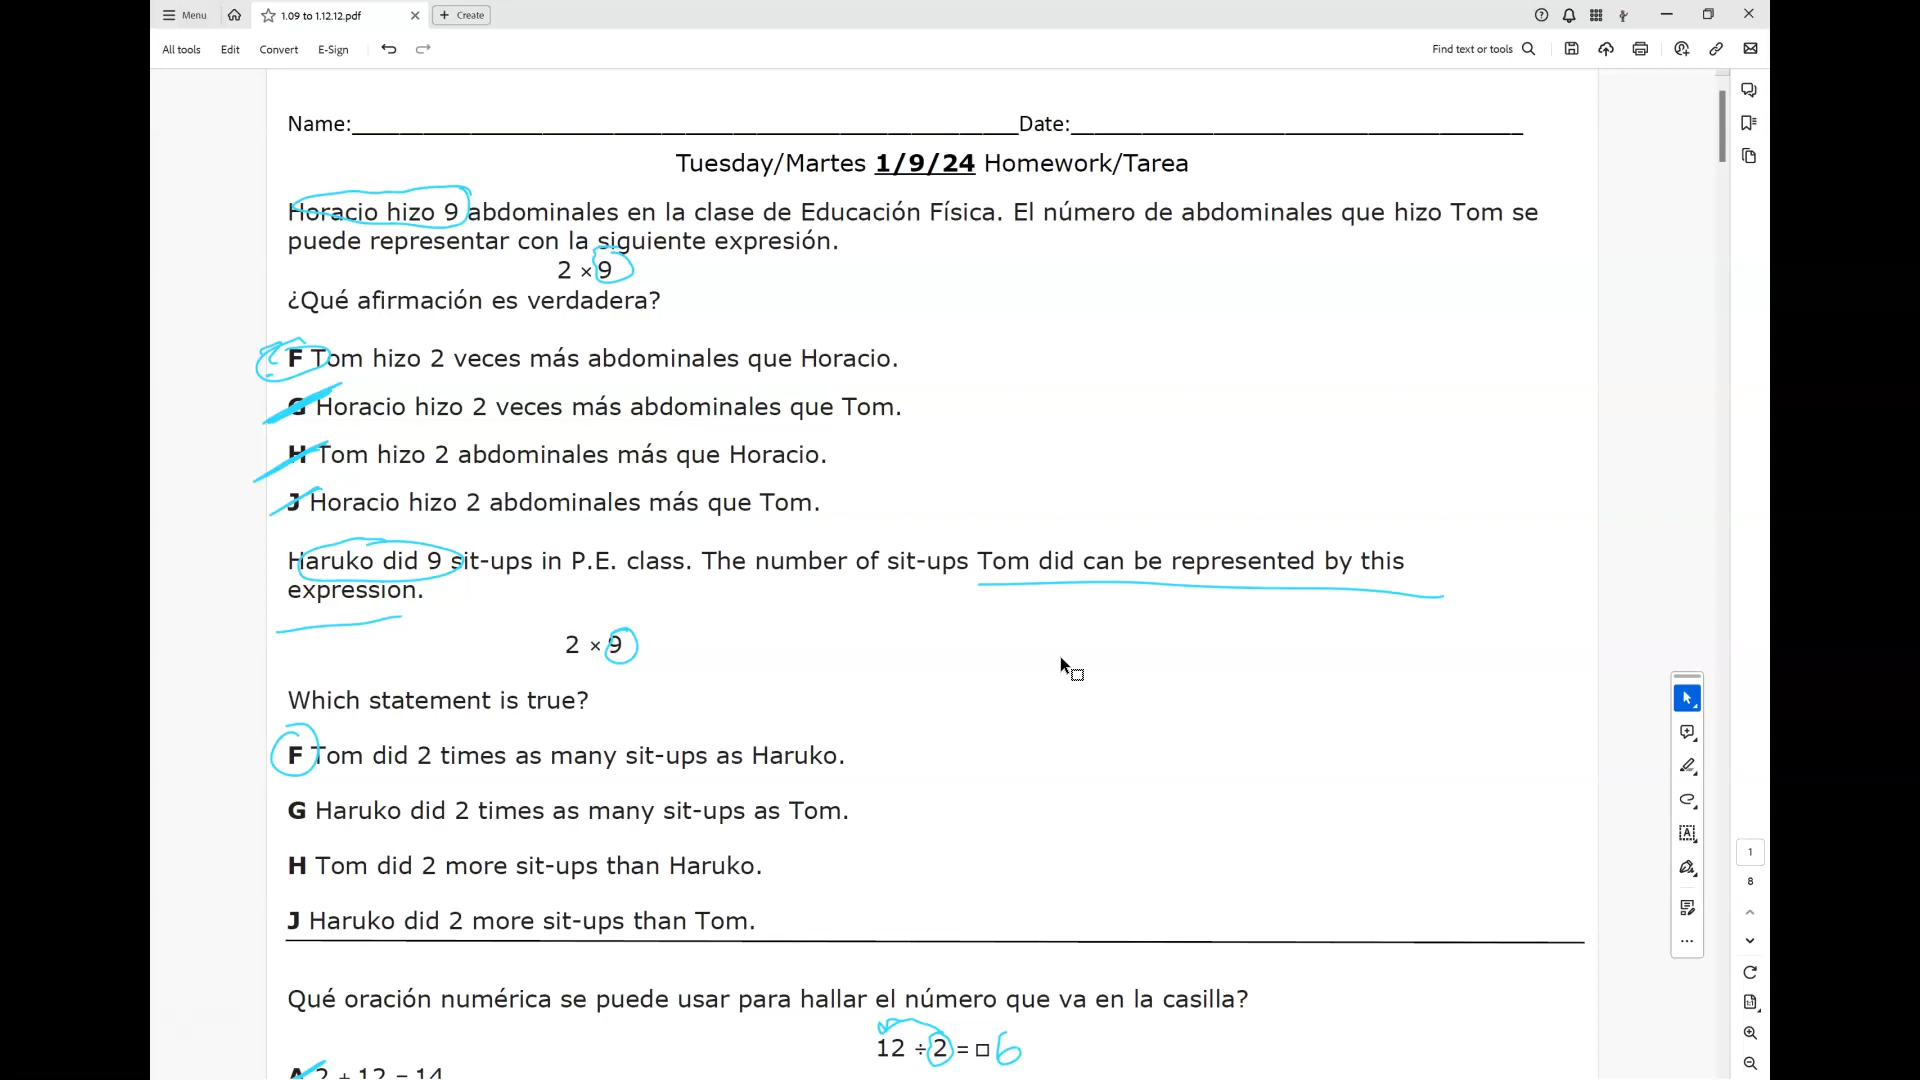 Menu
1.09 to 1.12.12.pdf
Create
All tools Edit Convert E-Sign
Find text or tools
Name:____________________Date:____________________
Tuesday/Martes 1/9/24 Homework/Tarea
Horacio hizo 9 abdominales en la clase de Educación Física. El número de abdominales que hizo Tom se
puede representar con la siguiente expresión.
2 × 9
¿Qué afirmación es verdadera?
F Tom hizo 2 veces más abdominales que Horacio.
G Horacio hizo 2 veces más abdominales que Tom.
H Tom hizo 2 abdominales más que Horacio.
J Horacio hizo 2 abdominales más que Tom.
Haruko did 9 sit-ups in P.E. class. The number of sit-ups Tom did can be represented by this
expression.
2 × 9
Which statement is true?
F Tom did 2 times as many sit-ups as Haruko.
G Haruko did 2 times as many sit-ups as Tom.
H Tom did 2 more sit-ups than Haruko.
J Haruko did 2 more sit-ups than Tom.
Qué oración numérica se puede usar para hallar el número que va en la casilla?
12 ÷ 2 = □ 6
A 2 + 12 = 14
1
8